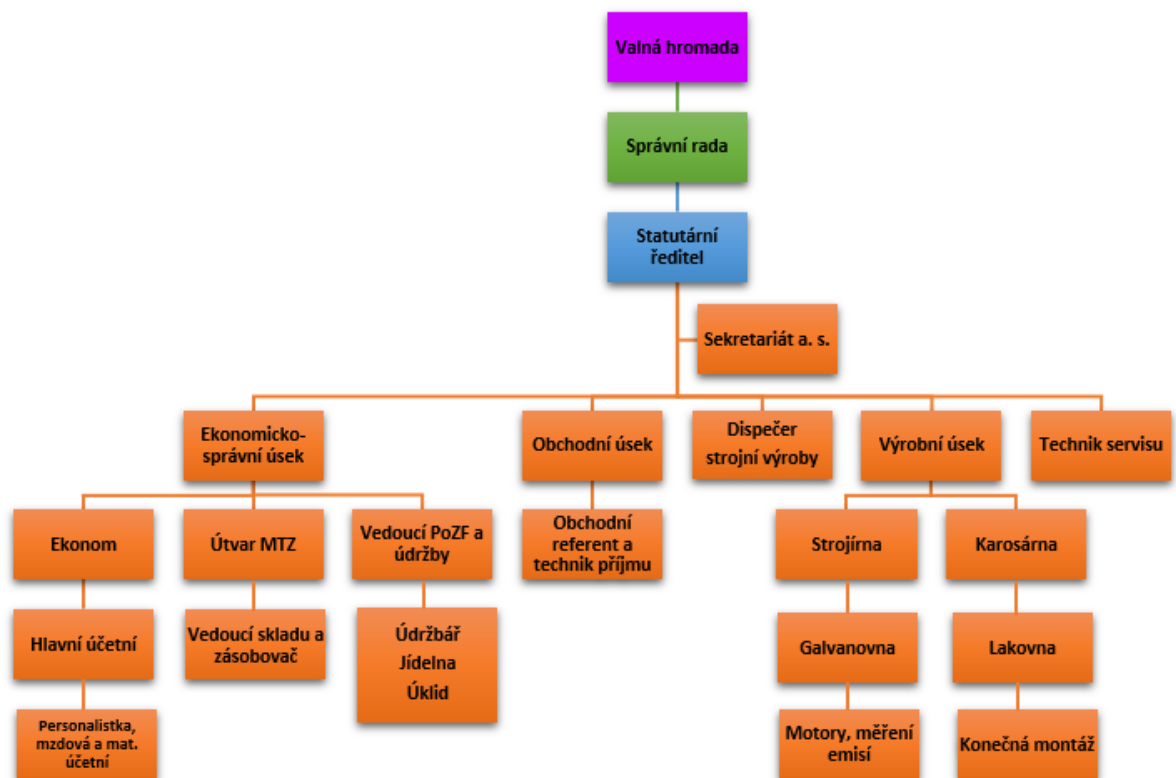 Valná hromada
Správní rada
Statutární
ředitel
Sekretariát a. s.
Ekonomicko-
správní úsek
Obchodní úsek
Dispečer
strojní výroby
Výrobní úsek
Technik servisu
Ekonom
Útvar MTZ
Vedoucí PoZF a
údržby
Obchodní
referent a
technik příjmu
Strojírna
Karosárna
Hlavní účetní
Vedoucí skladu a
zásobovač
Údržbář
Jídelna
Úklid
Galvanovna
Lakovna
Personalistka,
mzdová a mat.
účetní
Motory, měření
emisí
Konečná montáž